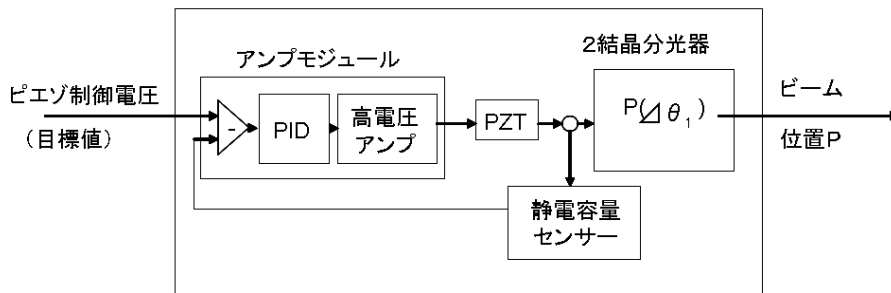 2結晶分光器
アンプモジュール
ピエゾ制御電圧
(目標値)
-
PID
高電圧
アンプ
PZT
P(⊿θ₁)
ビーム
位置P
静電容量
センサー